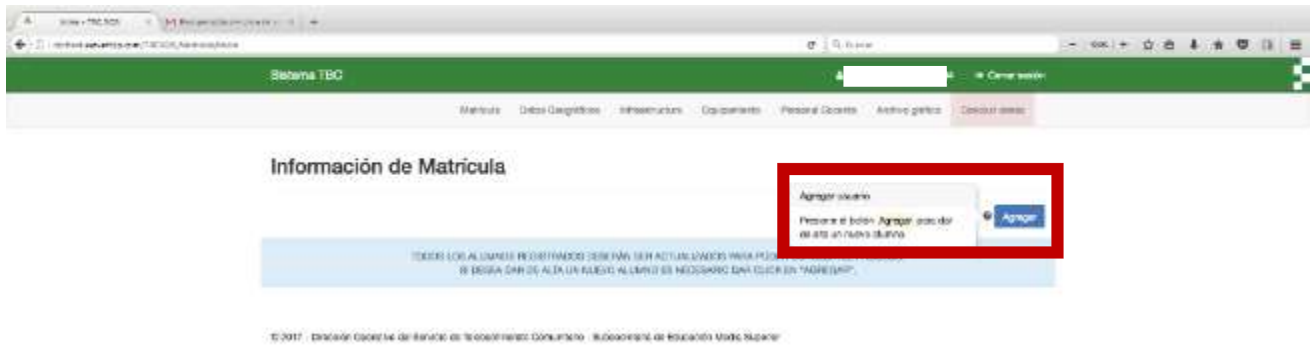 Sistema TBC
Cerrar sesión
Matrícula Datos Geográficos Infraestructura Equipamiento Personal Docente Archivo gráfico Concluir
Información de Matrícula
Agregar usuario
Presione el botón Agregar para dar
de alta un nuevo alumno
Agregar
TODOS LOS ALUMNOS REGISTRADOS DEBERÁN SER ACTUALIZADOS PARA
SI DESEA DAR DE ALTA UN NUEVO ALUMNO ES NECESARIO DAR CLICK EN "AGREGAR".
© 2017 - Dirección del Servicio de Telebachillerato Comunitario - Subsecretaría de Educación Media Superior